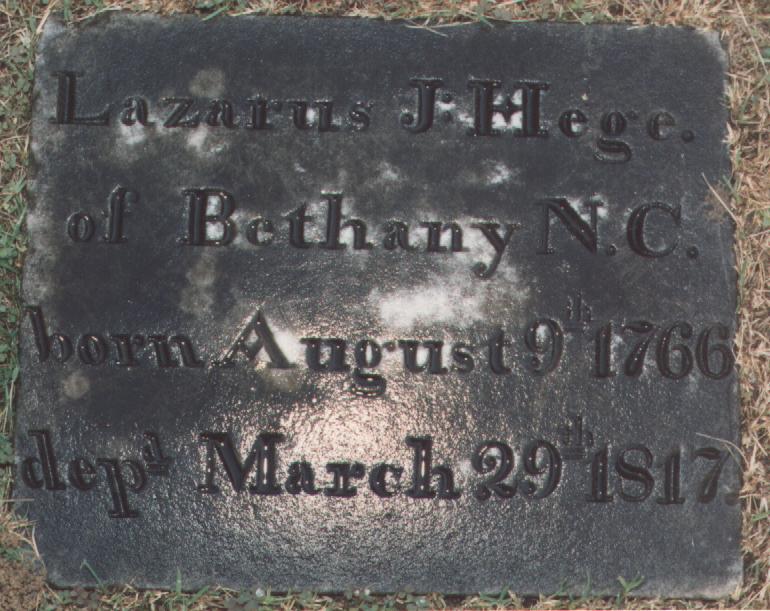 Lazarus J. Hege.
of Bethany N.C.
born August 9th 1766
depd March 29th 1817.